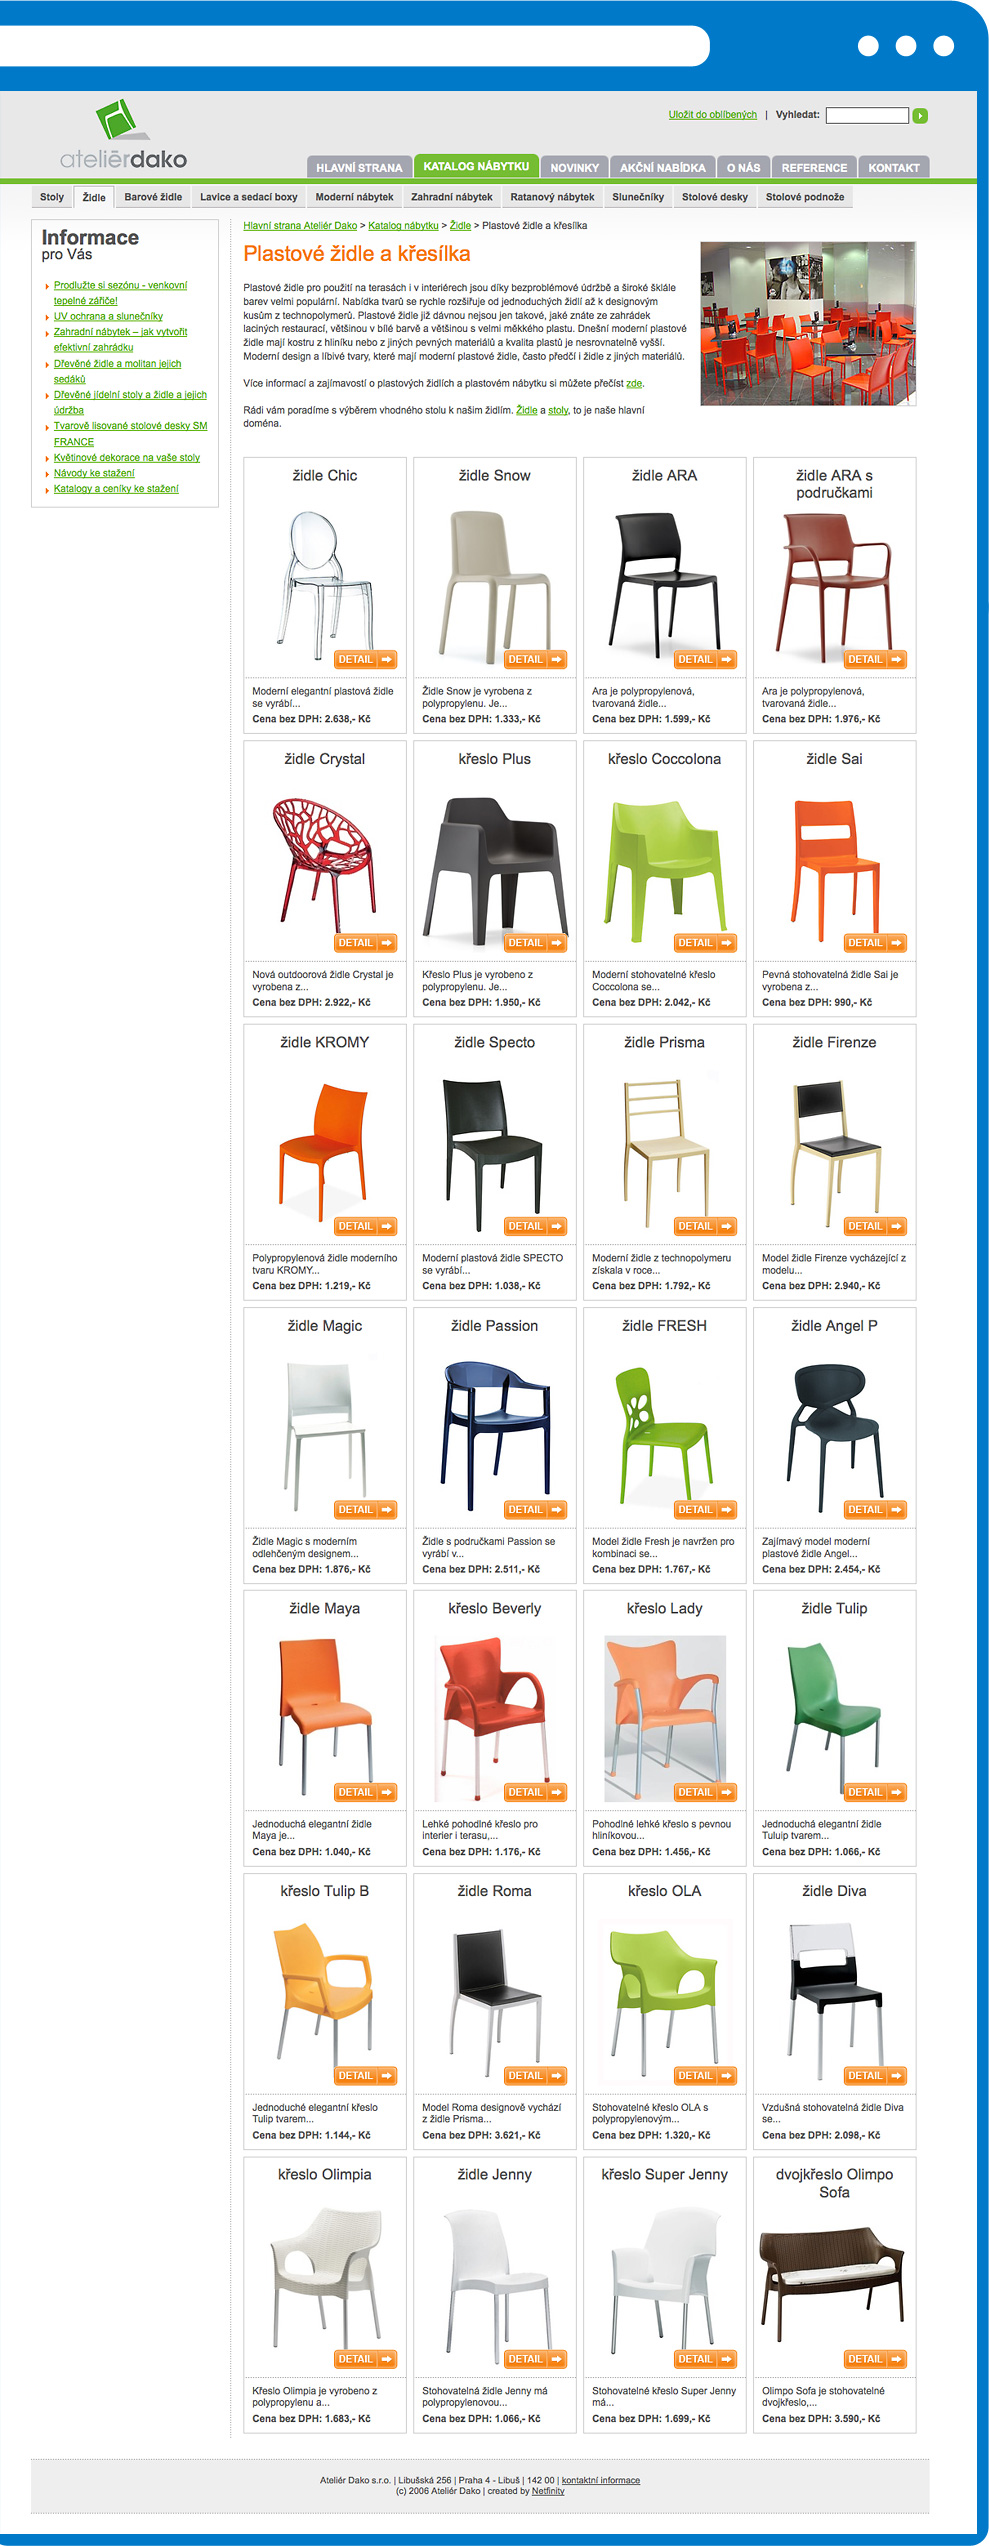 Uložit do oblíbených | Vyhledat:
ateliérdako
HLAVNÍ STRANA KATALOG NÁBYTKU NOVINKY AKČNÍ NABÍDKA O NÁS REFERENCE KONTAKT
Stoly Židle Barové židle Lavice a sedací boxy Moderní nábytek Zahradní nábytek Ratanový nábytek Slunečníky Stolové desky Stolové podnože
Informace
pro Vás
Prodlužte si sezónu - venkovní
tepelné zářiče!
UV ochrana a slunečníky
Zahradní nábytek – jak vytvořit
efektivní zahrádku
Dřevěné židle a molitan jejich
sedáků
Dřevěné jídelní stoly a židle a jejich
údržba
Tvarově lisované stolové desky SM
FRANCE
Květinové dekorace na vaše stoly
Návody ke stažení
Katalogy a ceníky ke stažení
Hlavní strana Ateliér Dako > Katalog nábytku > Židle > Plastové židle a křesílka
Plastové židle a křesílka
Plastové židle pro použití na terasách i v interiérech jsou díky bezproblémové údržbě a široké škále
barev velmi populární. Nabídka tvarů se rychle rozšiřuje od jednoduchých židlí až k designovým
kusům z technopolymerů. Plastové židle již dávnou nejsou jen takové, jaké znáte ze zahrádek
laciných restaurací, většinou v bílé barvě a většinou s velmi měkkého plastu. Dnešní moderní plastové
židle mají kostru z hliníku nebo z jiných pevných materiálů a kvalita plastů je nesrovnatelně vyšší.
Moderní design a líbivé tvary, které mají moderní plastové židle, často předčí i židle z jiných materiálů.
Více informací a zajímavostí o plastových židlích a plastovém nábytku si můžete přečíst zde.
Rádi vám poradíme s výběrem vhodného stolu k našim židlím. Židle a stoly, to je naše hlavní
doména.
židle Chic
DETAIL
Moderní elegantní plastová židle
se vyrábí...
Cena bez DPH: 2.638,- Kč
židle Snow
DETAIL
Židle Snow je vyrobena z
polypropylenu. Je...
Cena bez DPH: 1.333,- Kč
židle ARA
DETAIL
Ara je polypropylenová,
tvarovaná židle...
Cena bez DPH: 1.599,- Kč
židle ARA s
područkami
DETAIL
Ara je polypropylenová,
tvarovaná židle...
Cena bez DPH: 1.976,- Kč
židle Crystal
DETAIL
Nová outdoorová židle Crystal je
vyrobena z...
Cena bez DPH: 2.922,- Kč
křeslo Plus
DETAIL
Křeslo Plus je vyrobeno z
polypropylenu. Je...
Cena bez DPH: 1.950,- Kč
křeslo Coccolona
DETAIL
Moderní stohovatelné křeslo
Coccolona se...
Cena bez DPH: 2.042,- Kč
židle Sai
DETAIL
Pevná stohovatelná židle Sai je
vyrobena z...
Cena bez DPH: 990,- Kč
židle KROMY
DETAIL
Polypropylenová židle moderního
tvaru KROMY...
Cena bez DPH: 1.219,- Kč
židle Specto
DETAIL
Moderní plastová židle SPECTO
se vyrábí...
Cena bez DPH: 1.038,- Kč
židle Prisma
DETAIL
Moderní židle z technopolymeru
získala v roce...
Cena bez DPH: 1.792,- Kč
židle Firenze
DETAIL
Model židle Firenze vycházející z
modelu...
Cena bez DPH: 2.940,- Kč
židle Magic
DETAIL
Židle Magic s moderním
odlehčeným designem...
Cena bez DPH: 1.876,- Kč
židle Passion
DETAIL
Židle s područkami Passion se
vyrábí v...
Cena bez DPH: 2.511,- Kč
židle FRESH
DETAIL
Model židle Fresh je navržen pro
kombinaci se...
Cena bez DPH: 1.767,- Kč
židle Angel P
DETAIL
Zajímavý model moderní
plastové židle Angel...
Cena bez DPH: 2.454,- Kč
židle Maya
DETAIL
Jednoduchá elegantní židle
Maya je...
Cena bez DPH: 1.040,- Kč
křeslo Beverly
DETAIL
Lehké pohodlné křeslo pro
interier i terasu,...
Cena bez DPH: 1.176,- Kč
křeslo Lady
DETAIL
Pohodlné lehké křeslo s pevnou
hliníkovou...
Cena bez DPH: 1.456,- Kč
židle Tulip
DETAIL
Jednoduchá elegantní židle
Tuluip tvarem...
Cena bez DPH: 1.066,- Kč
křeslo Tulip B
DETAIL
Jednoduché elegantní křeslo
Tulip tvarem...
Cena bez DPH: 1.144,- Kč
židle Roma
DETAIL
Model Roma designově vychází
z židle Prisma...
Cena bez DPH: 3.621,- Kč
křeslo OLA
DETAIL
Stohovatelné křeslo OLA s
polypropylenovým...
Cena bez DPH: 1.320,- Kč
židle Diva
DETAIL
Vzdušná stohovatelná židle Diva
se...
Cena bez DPH: 2.098,- Kč
křeslo Olimpia
DETAIL
Křeslo Olimpia je vyrobeno z
polypropylenu a...
Cena bez DPH: 1.683,- Kč
židle Jenny
DETAIL
Stohovatelná židle Jenny má
polypropylenovou...
Cena bez DPH: 1.066,- Kč
křeslo Super Jenny
DETAIL
Stohovatelné křeslo Super Jenny
má...
Cena bez DPH: 1.699,- Kč
dvojkřeslo Olimpo
Sofa
DETAIL
Olimpo Sofa je stohovatelné
dvojkřeslo,...
Cena bez DPH: 3.590,- Kč
Ateliér Dako s.r.o. | Libušská 256 | Praha 4 - Libuš | 142 00 | kontaktní informace
(c) 2006 Ateliér Dako | created by Netfinity